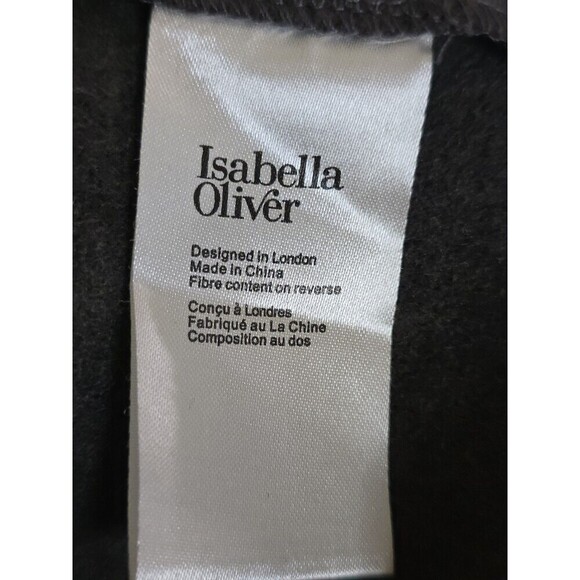 Isabella
Oliver
Designed in London
Made in China
Fibre content on reverse
Conçu à Londres
Fabriqué au La Chine
Composition au dos